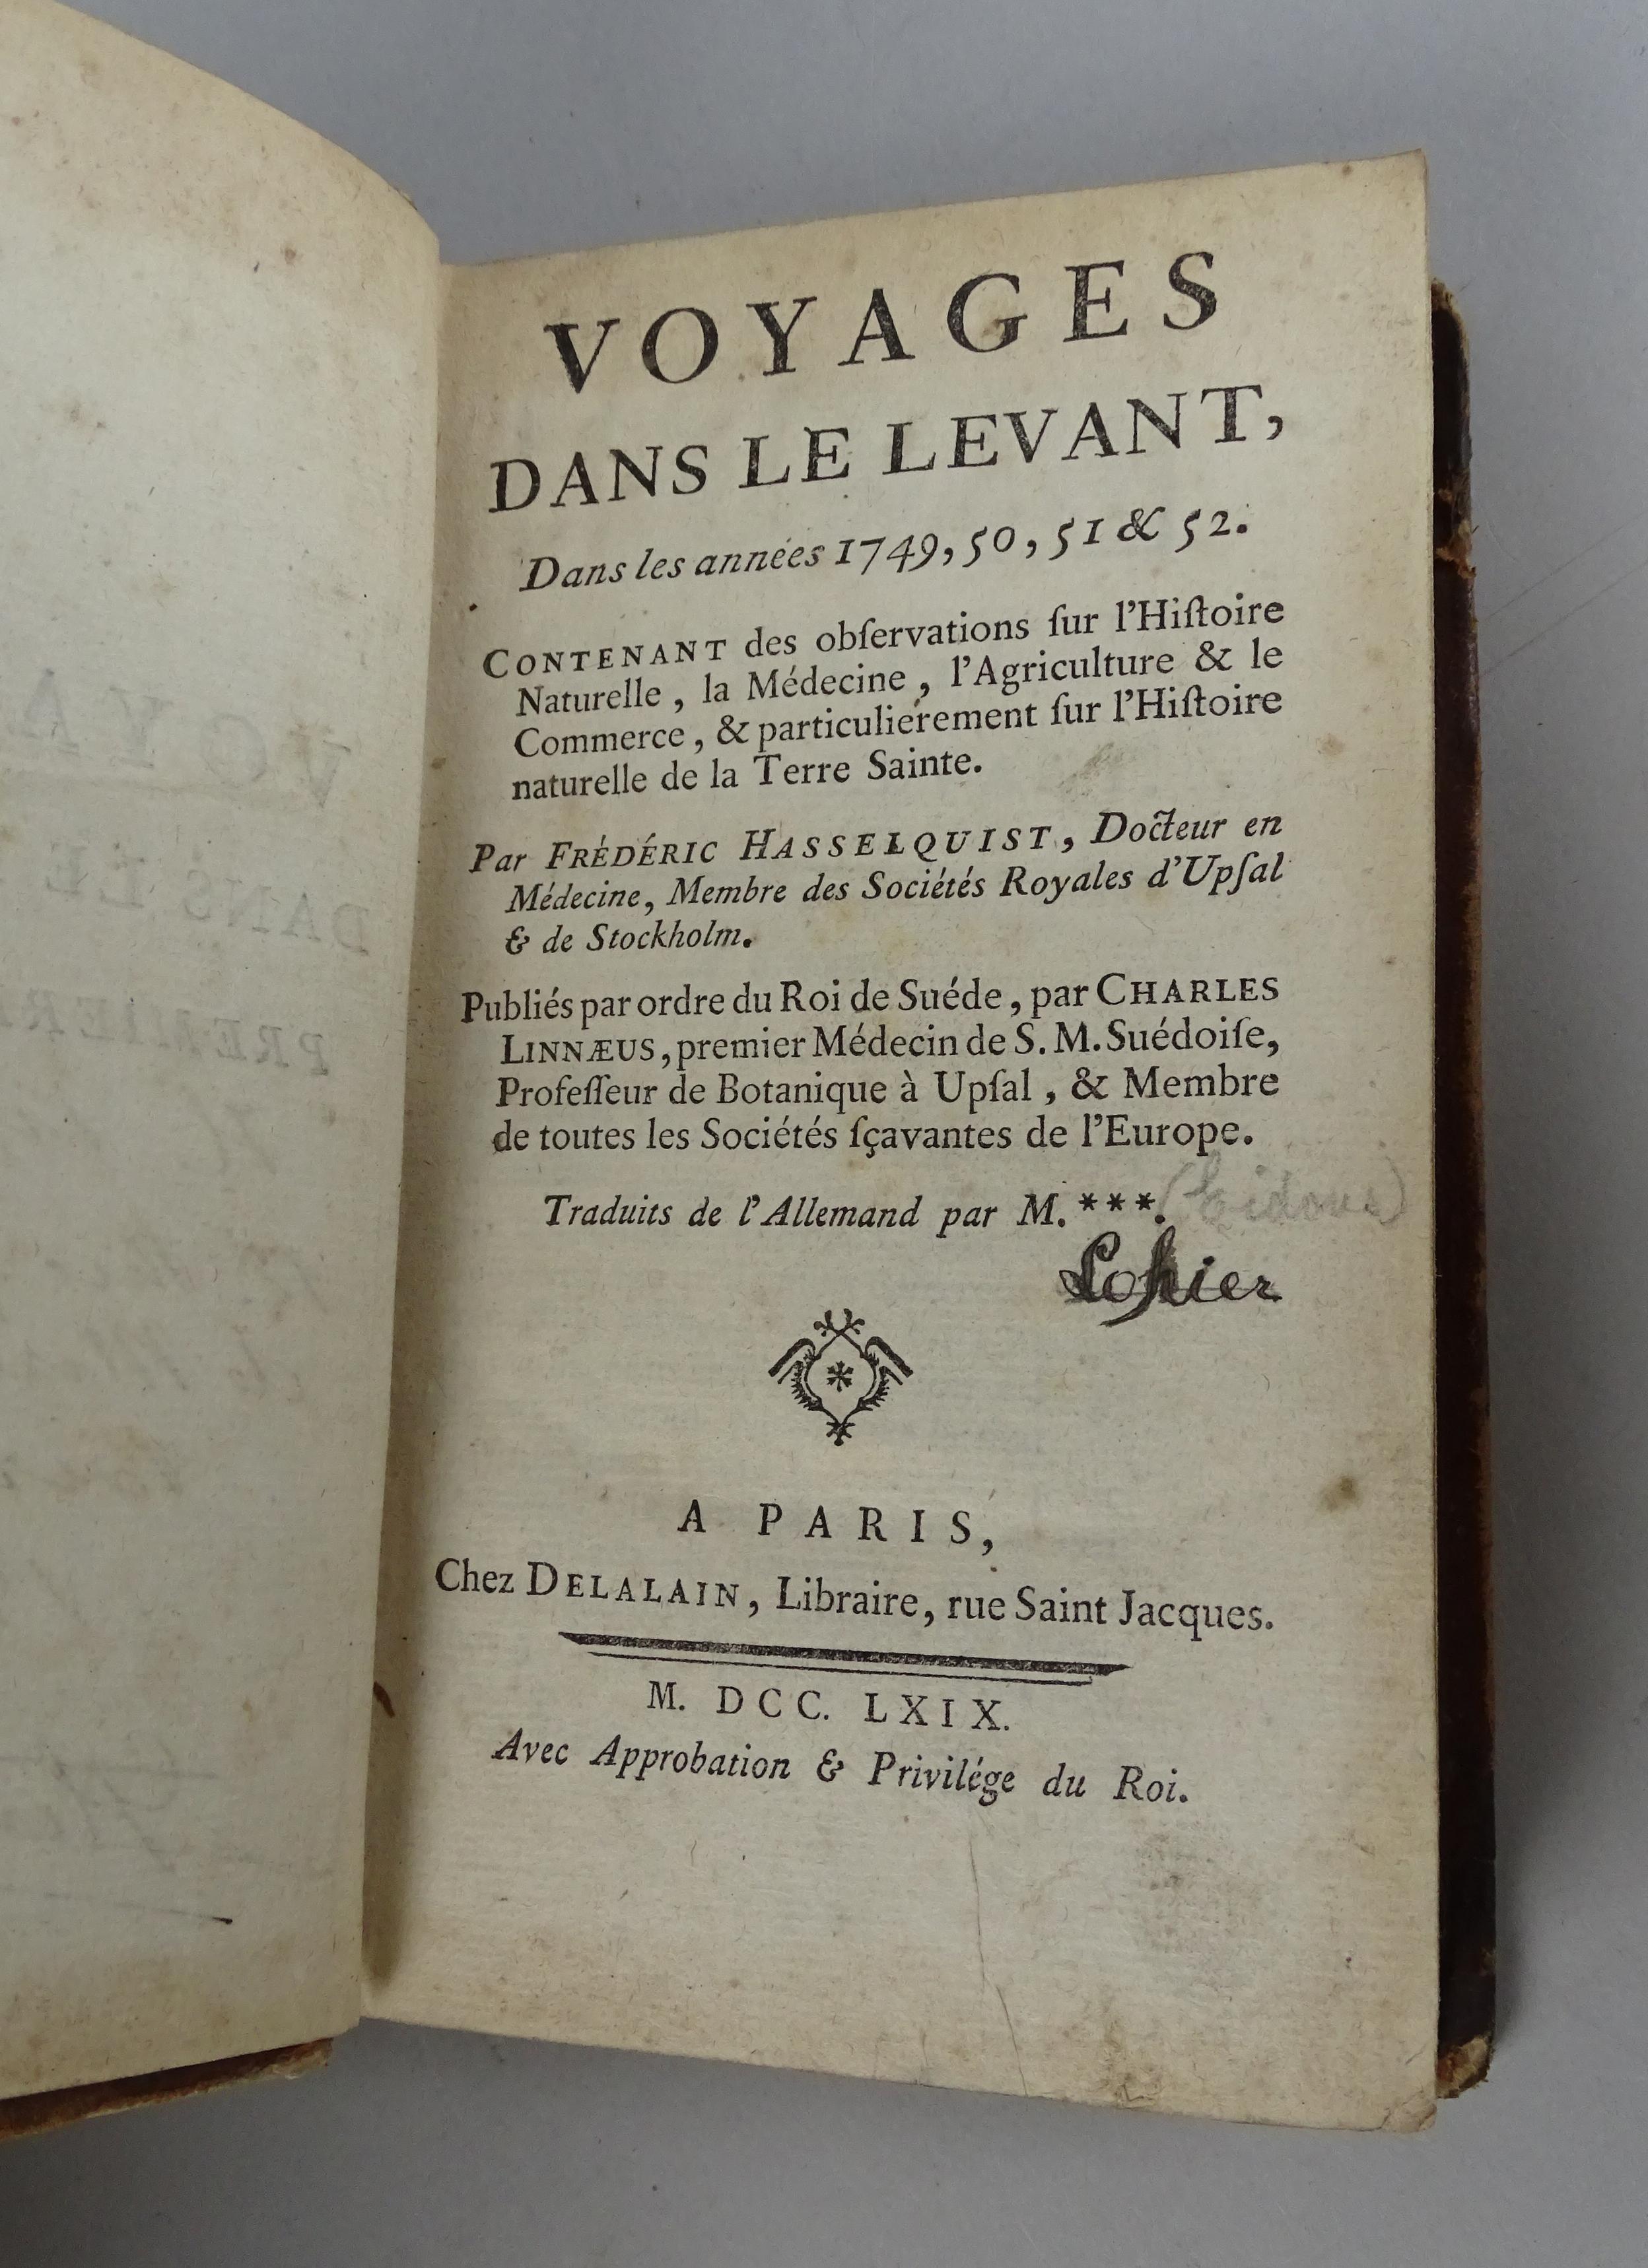 VOYAGES
DANS LE LEVANT,
Dans les années 1749, 50, 51 & 52.
CONTENANT des obſervations ſur l'Hiſtoire
Naturelle, la Médecine, l'Agriculture & le
Commerce, & particuliérement ſur l'Hiſtoire
naturelle de la Terre Sainte.
Par FRÉDÉRIC HASSELQUIST, Docteur en
Médecine, Membre des Sociétés Royales d'Upſal
& de Stockholm.
Publiés par ordre du Roi de Suéde, par CHARLES
LINNÆUS, premier Médecin de S. M. Suédoiſe,
Profeſſeur de Botanique à Upſal, & Membre
de toutes les Sociétés ſçavantes de l'Europe.
Traduits de l'Allemand par M. ***. (Eidous)
A PARIS,
Chez DELALAIN, Libraire, rue Saint Jacques.
M. DCC. LXIX.
Avec Approbation & Privilége du Roi.